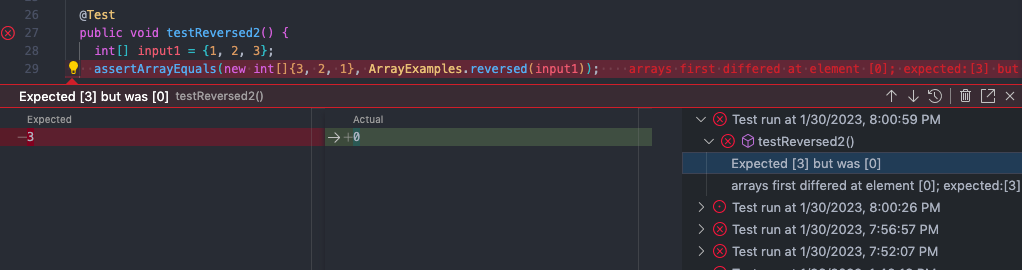 26 @Test
27 public void testReversed2() {
28 int[] input1 = {1, 2, 3};
29 assertArrayEquals(new int[]{3, 2, 1}, ArrayExamples.reversed(input1)); arrays first differed at element [0]; expected:[3] but
Expected [3] but was [0] testReversed2()
Expected
Actual
−3
+0
Test run at 1/30/2023, 8:00:59 PM
testReversed2()
Expected [3] but was [0]
arrays first differed at element [0]; expected:[3]
Test run at 1/30/2023, 8:00:26 PM
Test run at 1/30/2023, 7:56:57 PM
Test run at 1/30/2023, 7:52:07 PM